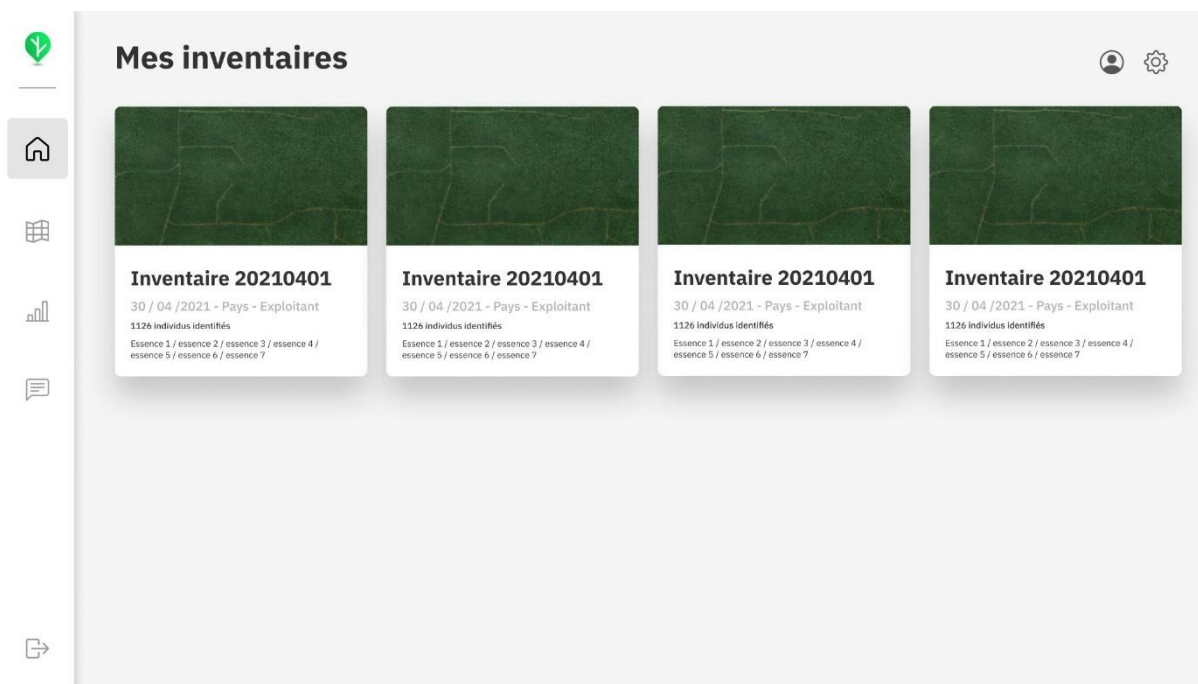 Mes inventaires
Inventaire 20210401
30 / 04 /2021 - Pays - Exploitant
1126 individus identifiés
Essence 1 / essence 2 / essence 3 / essence 4 /
essence 5 / essence 6 / essence 7
Inventaire 20210401
30 / 04 /2021 - Pays - Exploitant
1126 individus identifiés
Essence 1 / essence 2 / essence 3 / essence 4 /
essence 5 / essence 6 / essence 7
Inventaire 20210401
30 / 04 /2021 - Pays - Exploitant
1126 individus identifiés
Essence 1 / essence 2 / essence 3 / essence 4 /
essence 5 / essence 6 / essence 7
Inventaire 20210401
30 / 04 /2021 - Pays - Exploitant
1126 individus identifiés
Essence 1 / essence 2 / essence 3 / essence 4 /
essence 5 / essence 6 / essence 7